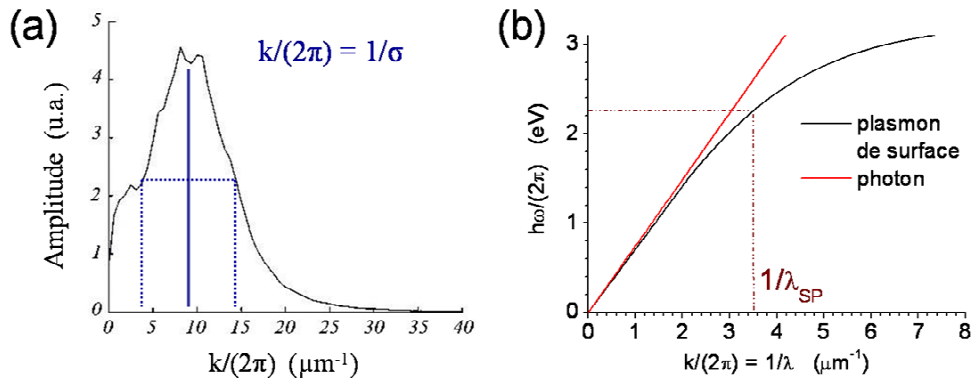 (a)
k/(2π) = 1/σ
Amplitude (u.a.)
5
4
3
2
1
0
0 5 10 15 20 25 30 35 40
k/(2π) (µm⁻¹)
(b)
ħω/(2π) (eV)
3
2
1
0
plasmon
de surface
photon
1/λSP
0 1 2 3 4 5 6 7 8
k/(2π) = 1/λ (µm⁻¹)